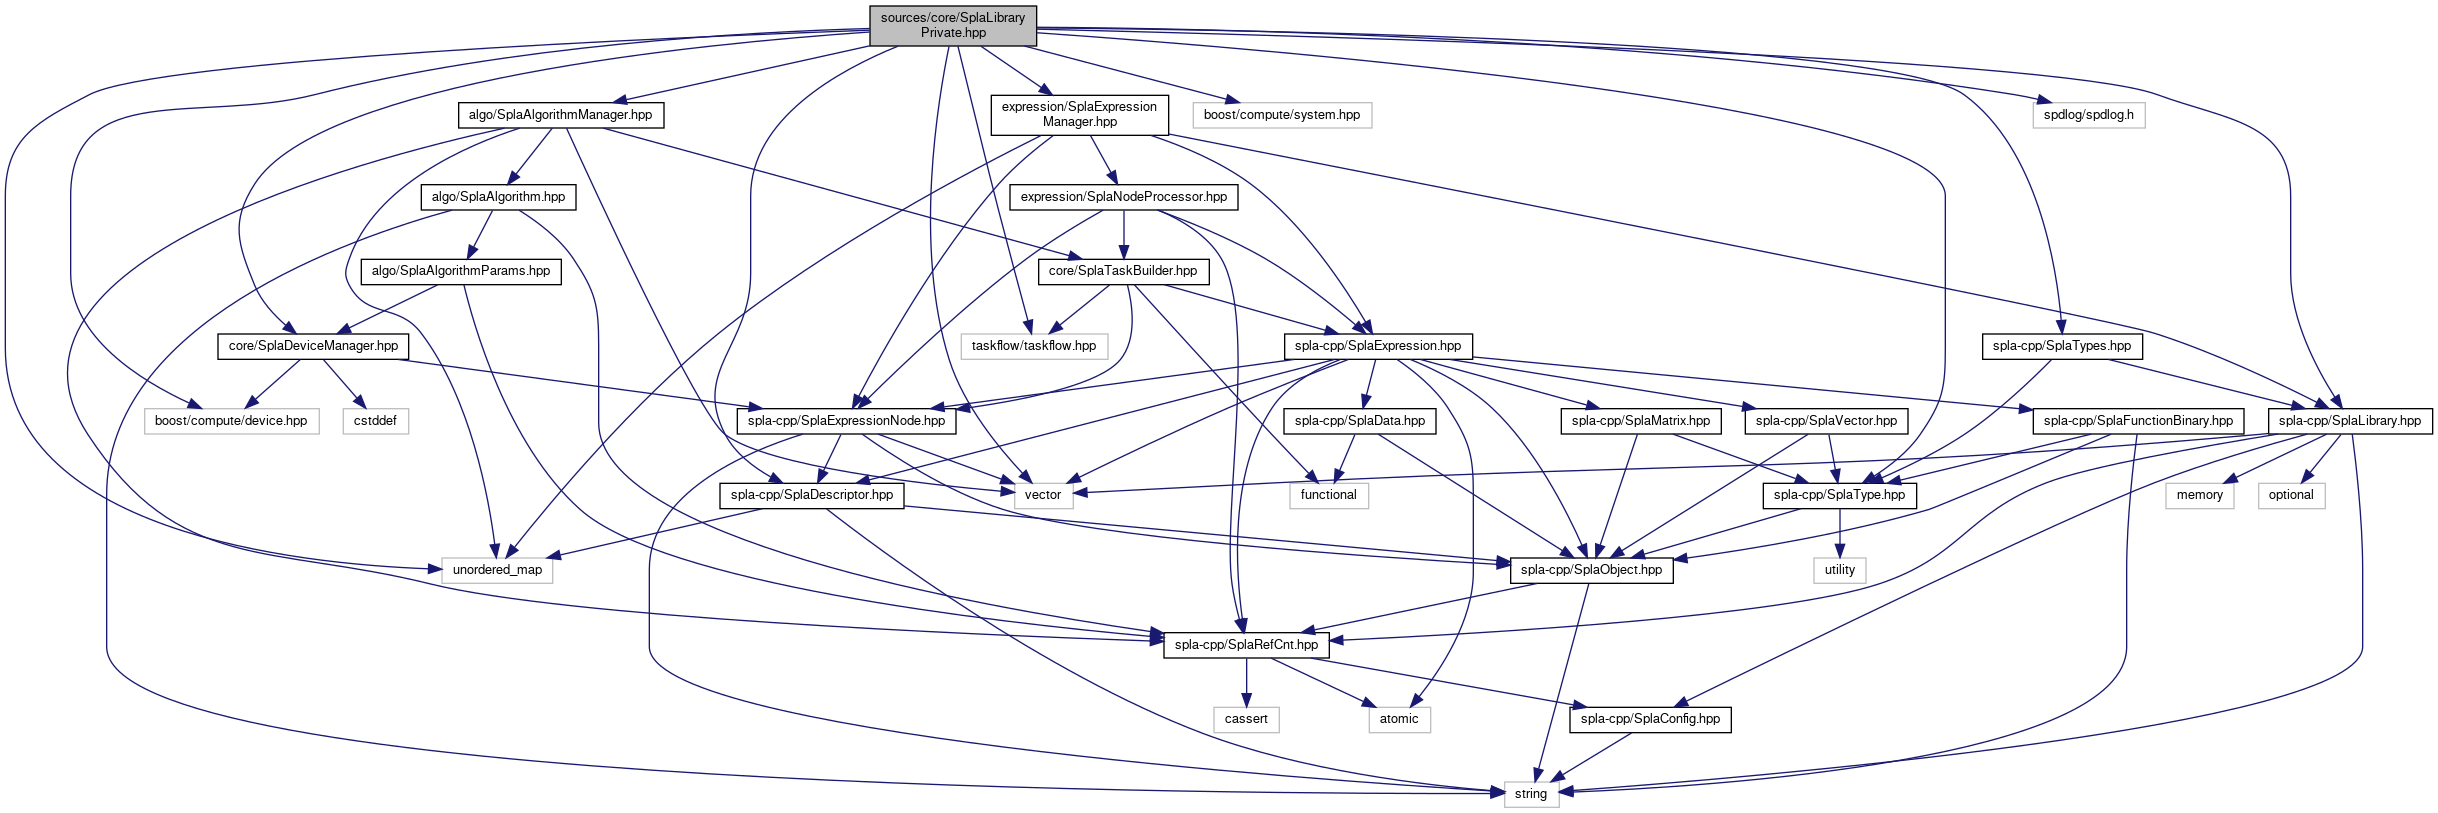 sources/core/SplaLibrary
Private.hpp
algo/SplaAlgorithmManager.hpp
expression/SplaExpression
Manager.hpp
boost/compute/system.hpp
spdlog/spdlog.h
algo/SplaAlgorithm.hpp
expression/SplaNodeProcessor.hpp
algo/SplaAlgorithmParams.hpp
core/SplaTaskBuilder.hpp
core/SplaDeviceManager.hpp
taskflow/taskflow.hpp
spla-cpp/SplaExpression.hpp
spla-cpp/SplaTypes.hpp
boost/compute/device.hpp
cstddef
spla-cpp/SplaExpressionNode.hpp
spla-cpp/SplaData.hpp
spla-cpp/SplaMatrix.hpp
spla-cpp/SplaVector.hpp
spla-cpp/SplaFunctionBinary.hpp
spla-cpp/SplaLibrary.hpp
spla-cpp/SplaDescriptor.hpp
vector
functional
spla-cpp/SplaType.hpp
memory
optional
unordered_map
spla-cpp/SplaObject.hpp
utility
spla-cpp/SplaRefCnt.hpp
cassert
atomic
spla-cpp/SplaConfig.hpp
string